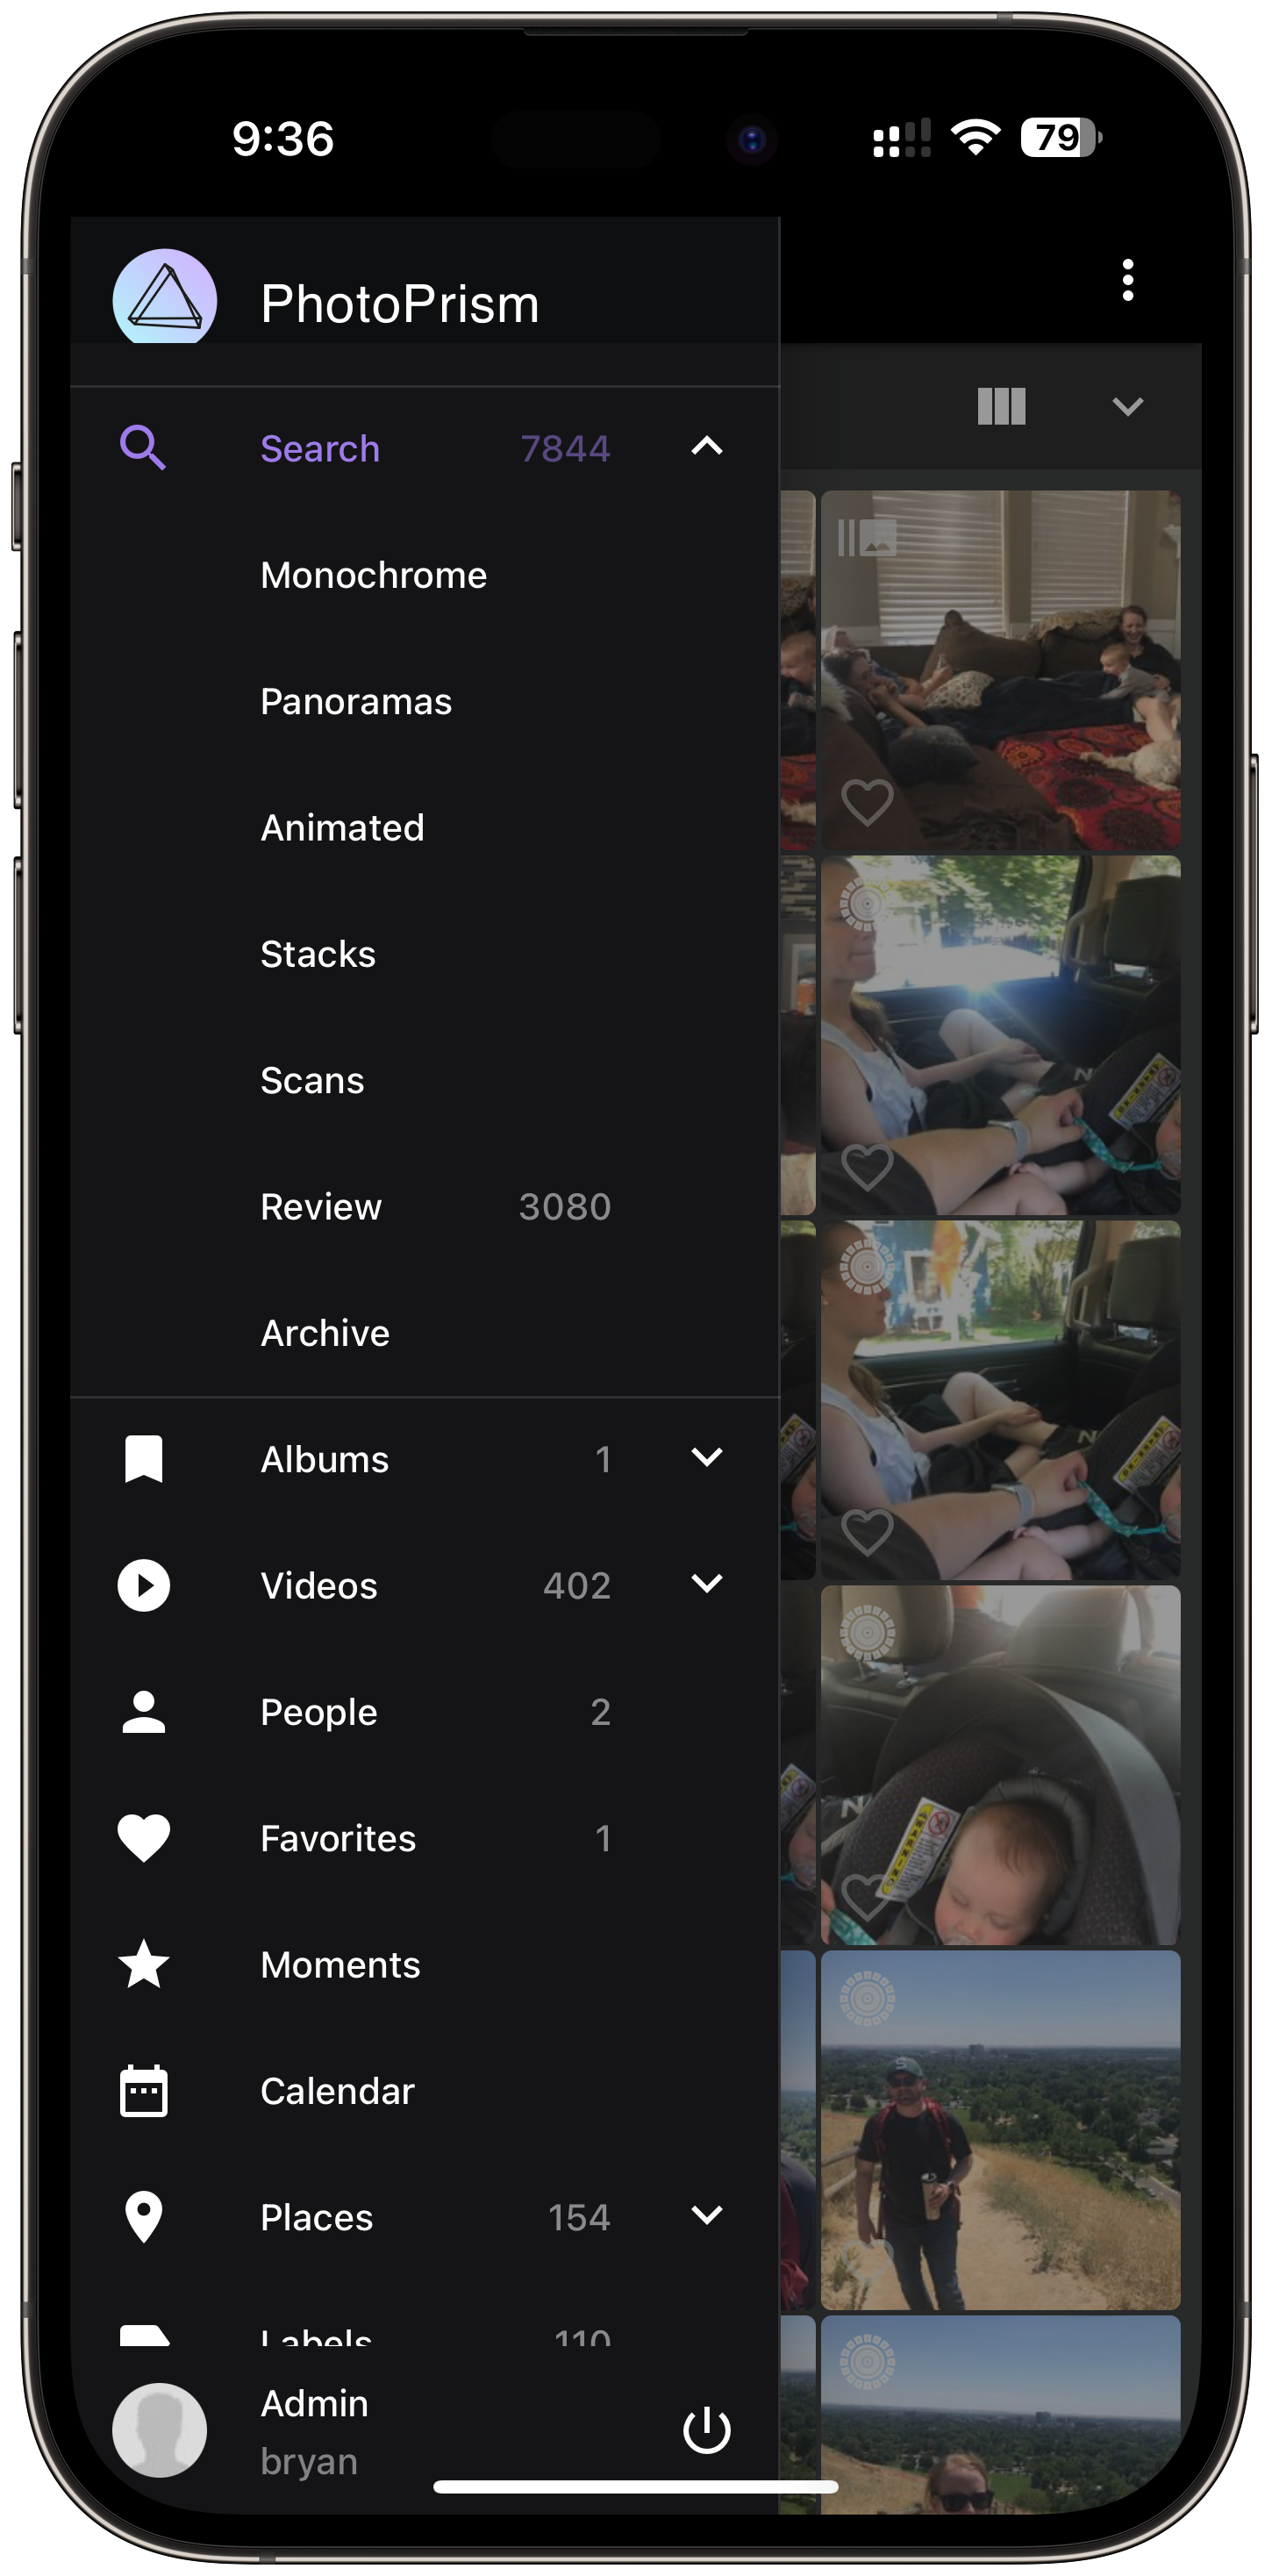 9:36
79
PhotoPrism
Search 7844
Monochrome
Panoramas
Animated
Stacks
Scans
Review 3080
Archive
Albums 1
Videos 402
People 2
Favorites 1
Moments
Calendar
Places 154
Labels 110
Admin
bryan
WARNING
S